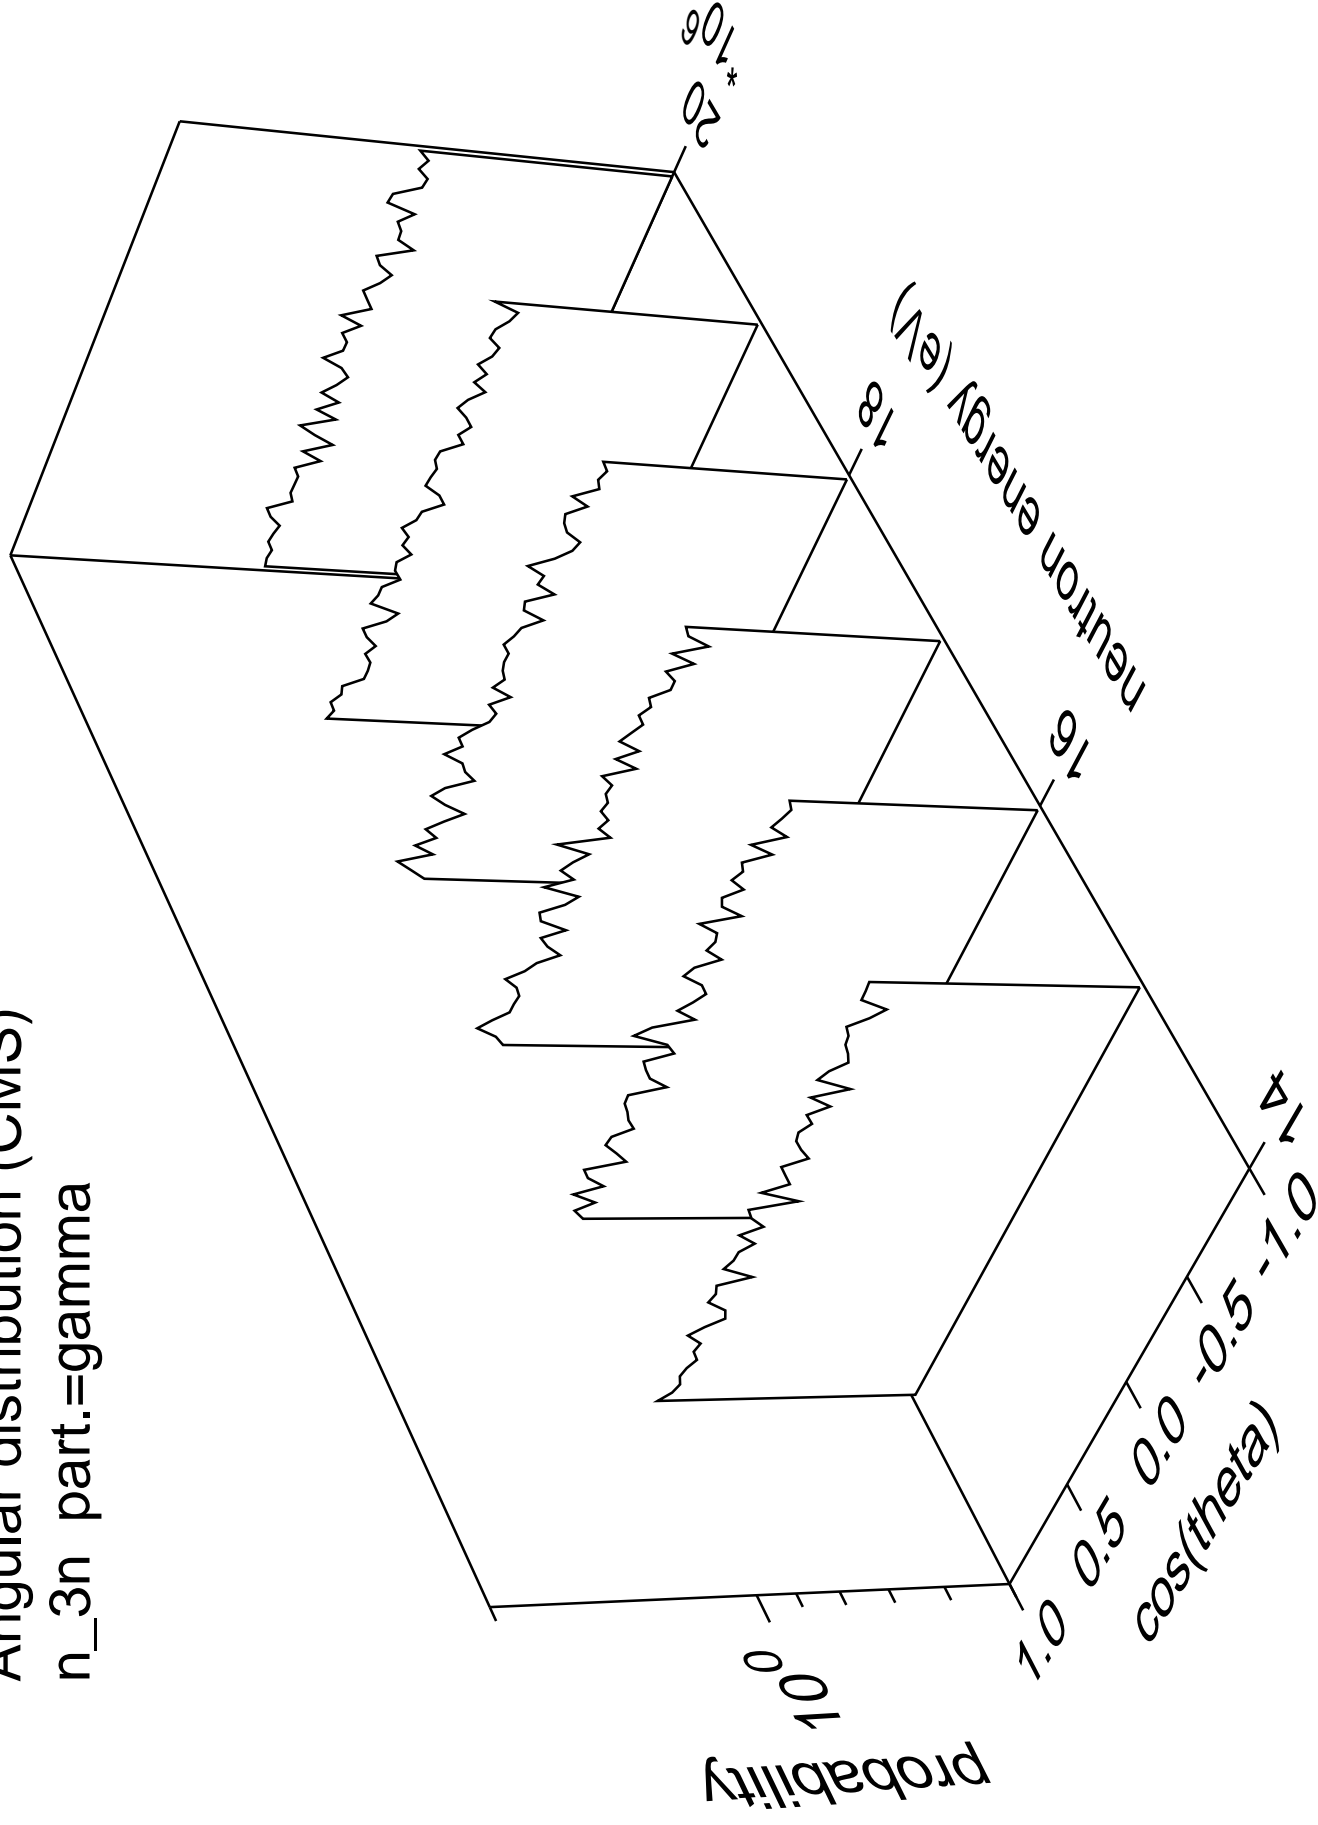 Angular distribution (CMS)
n_3n part.=gamma
probability
10^0
cos(theta)
1.0 0.5 0.0 -0.5 -1.0
neutron energy (eV)
14 16 18 20
*10^6